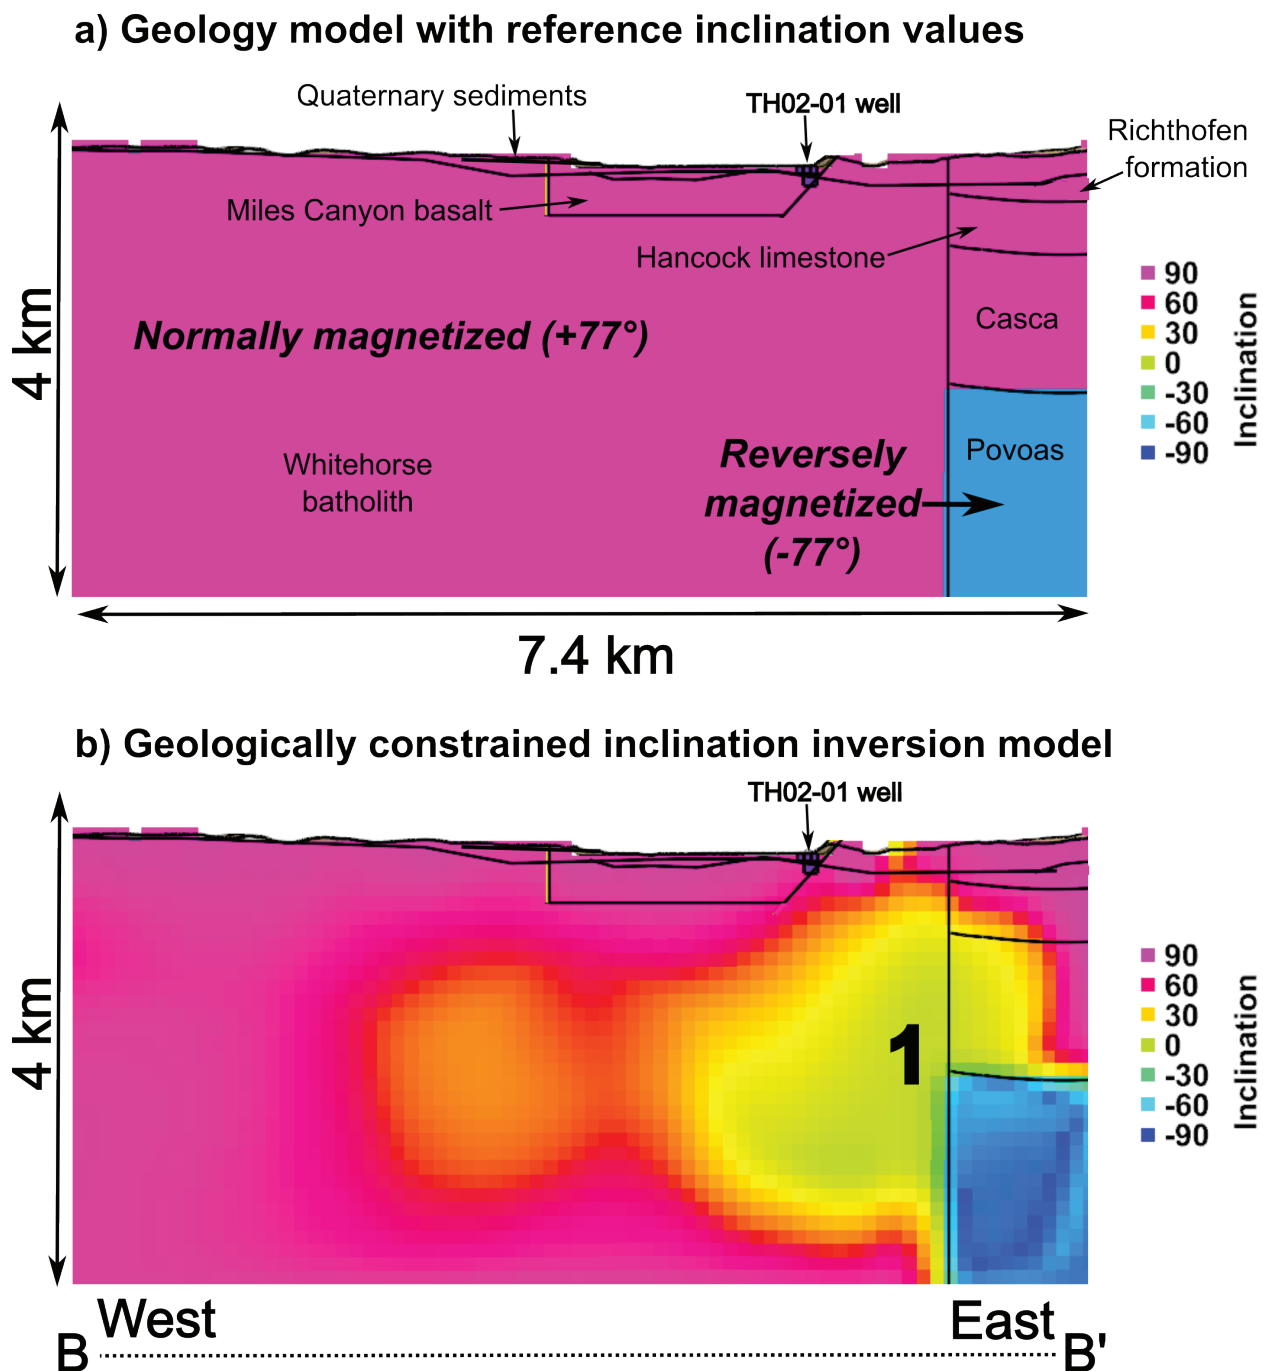 a) Geology model with reference inclination values
Quaternary sediments
TH02-01 well
Richthofen
formation
Miles Canyon basalt
Hancock limestone
4 km
Normally magnetized (+77°)
Casca
Whitehorse
batholith
Reversely
magnetized
(-77°)
Povoas
90
60
30
0
-30
-60
-90
Inclination
7.4 km
b) Geologically constrained inclination inversion model
TH02-01 well
4 km
1
90
60
30
0
-30
-60
-90
Inclination
West
East
B
B'